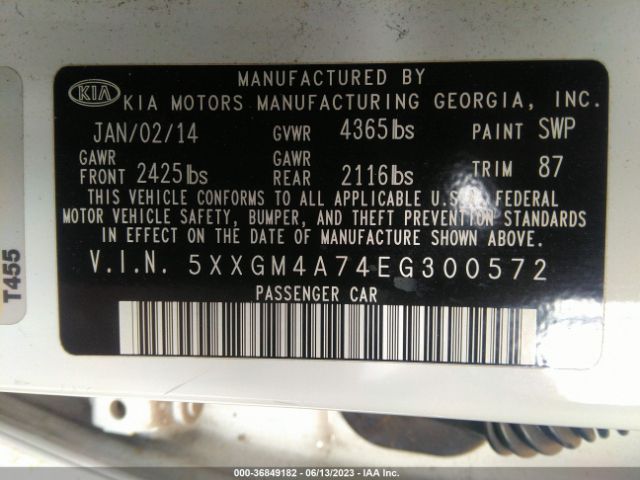 MANUFACTURED BY
KIA KIA MOTORS MANUFACTURING GEORGIA, INC.
JAN/02/14 GVWR 4365lbs PAINT SWP
GAWR FRONT 2425lbs GAWR REAR 2116lbs TRIM 87
THIS VEHICLE CONFORMS TO ALL APPLICABLE U.S.A. FEDERAL
MOTOR VEHICLE SAFETY, BUMPER, AND THEFT PREVENTION STANDARDS
IN EFFECT ON THE DATE OF MANUFACTURE SHOWN ABOVE.
V.I.N. 5XXGM4A74EG300572
PASSENGER CAR
T455
000-36849182 - 06/13/2023 - IAA Inc.